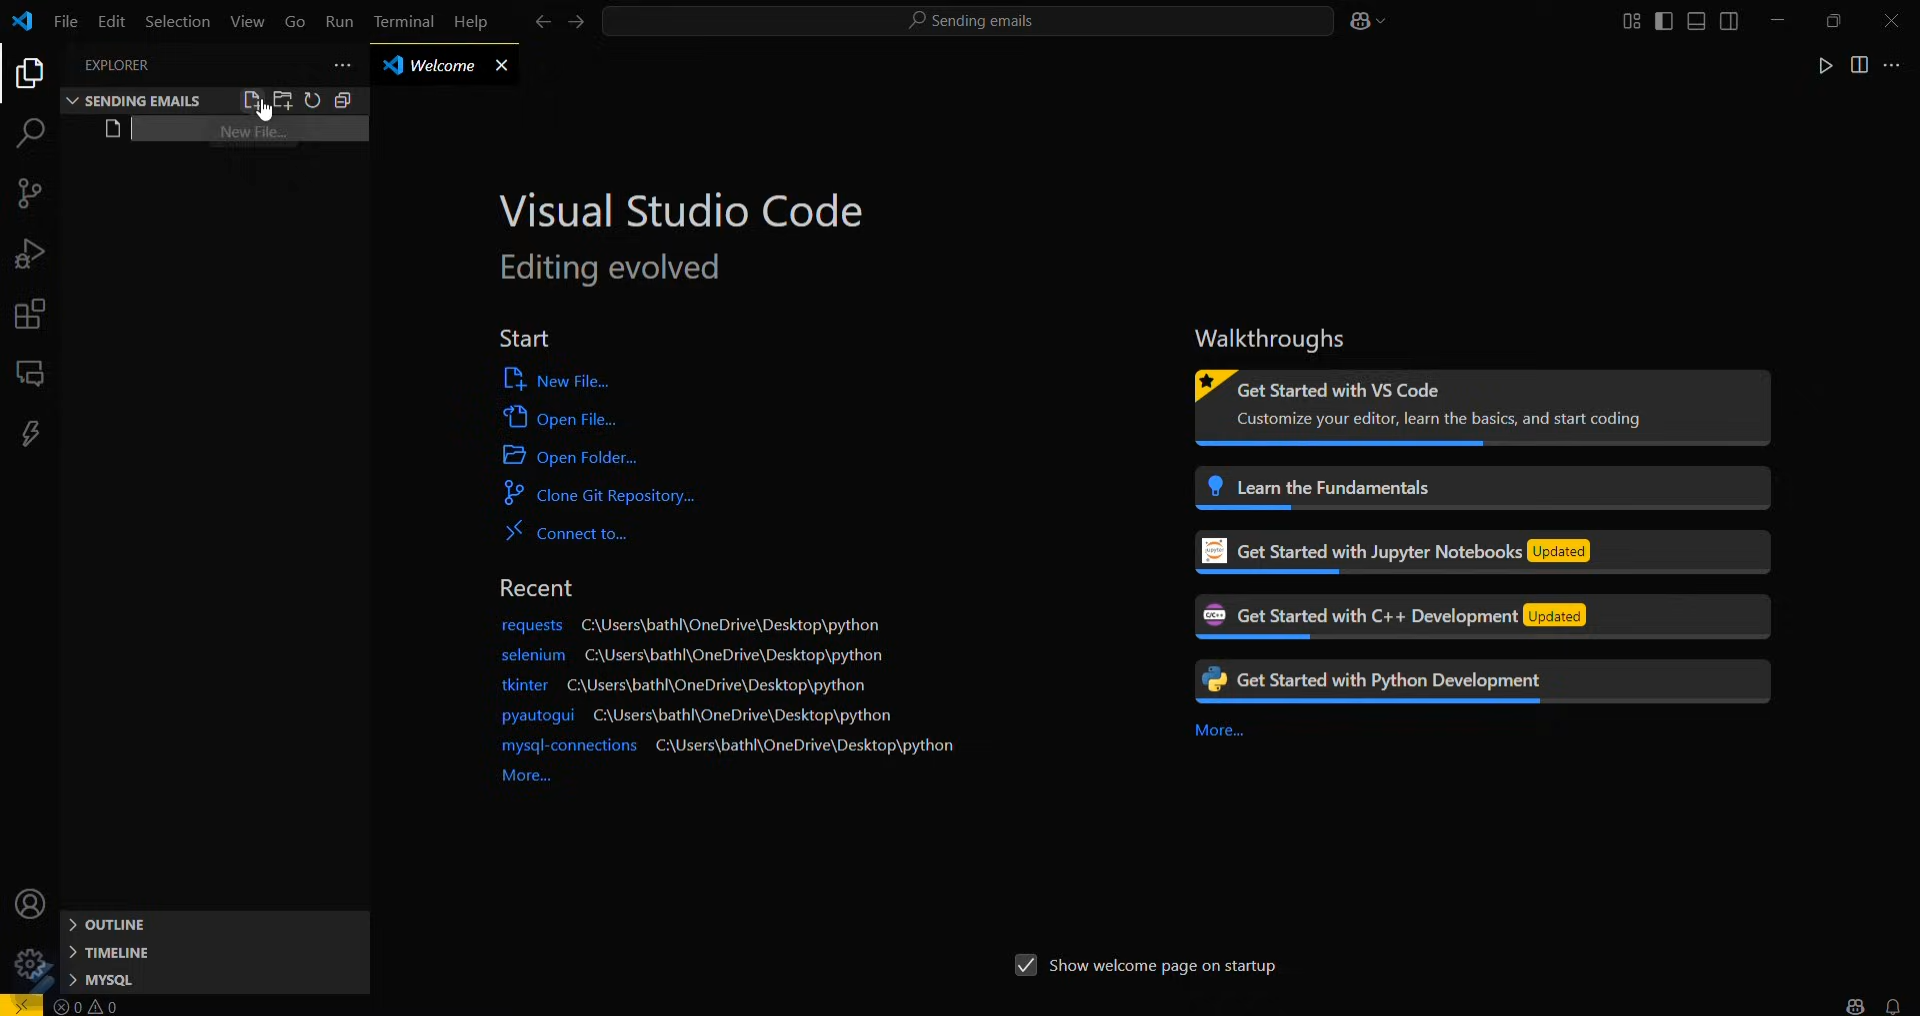 File Edit Selection View Go Run Terminal Help
Sending emails
EXPLORER
Welcome
SENDING EMAILS
New File...
Visual Studio Code
Editing evolved
Start
New File...
Open File...
Open Folder...
Clone Git Repository...
Connect to...
Recent
requests C:\Users\bathl\OneDrive\Desktop\python
selenium C:\Users\bathl\OneDrive\Desktop\python
tkinter C:\Users\bathl\OneDrive\Desktop\python
pyautogui C:\Users\bathl\OneDrive\Desktop\python
mysql-connections C:\Users\bathl\OneDrive\Desktop\python
More...
Walkthroughs
Get Started with VS Code
Customize your editor, learn the basics, and start coding
Learn the Fundamentals
Get Started with Jupyter Notebooks Updated
Get Started with C++ Development Updated
Get Started with Python Development
More...
OUTLINE
TIMELINE
MYSQL
Show welcome page on startup
0 0